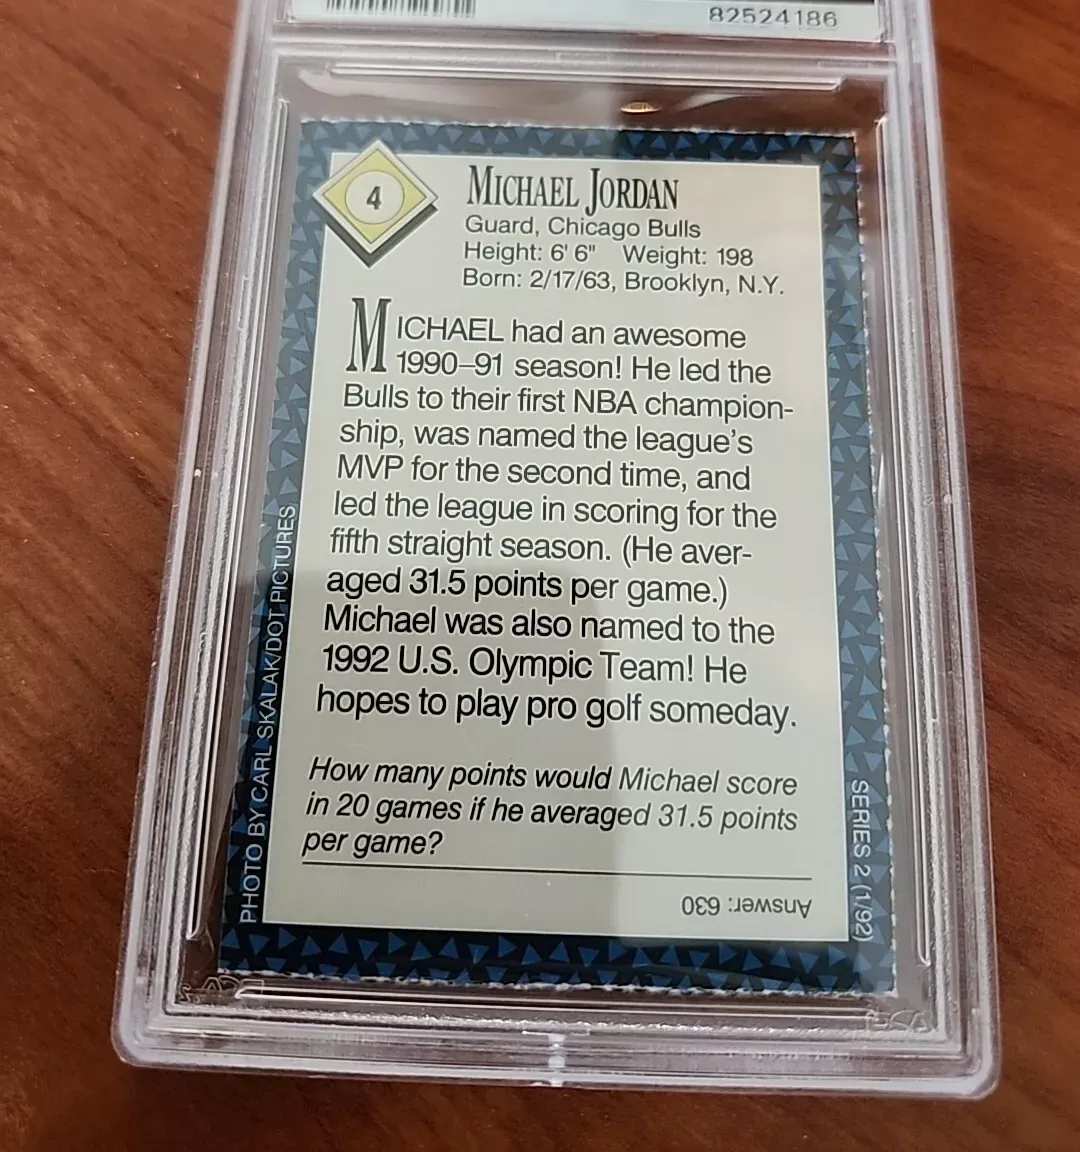 82524186
4
MICHAEL JORDAN
Guard, Chicago Bulls
Height: 6' 6" Weight: 198
Born: 2/17/63, Brooklyn, N.Y.
MICHAEL had an awesome
1990–91 season! He led the
Bulls to their first NBA champion-
ship, was named the league's
MVP for the second time, and
led the league in scoring for the
fifth straight season. (He aver-
aged 31.5 points per game.)
Michael was also named to the
1992 U.S. Olympic Team! He
hopes to play pro golf someday.
How many points would Michael score
in 20 games if he averaged 31.5 points
per game?
Answer: 630
PHOTO BY CARL SKALAK/DOT PICTURES
SERIES 2 (1/92)
PSA